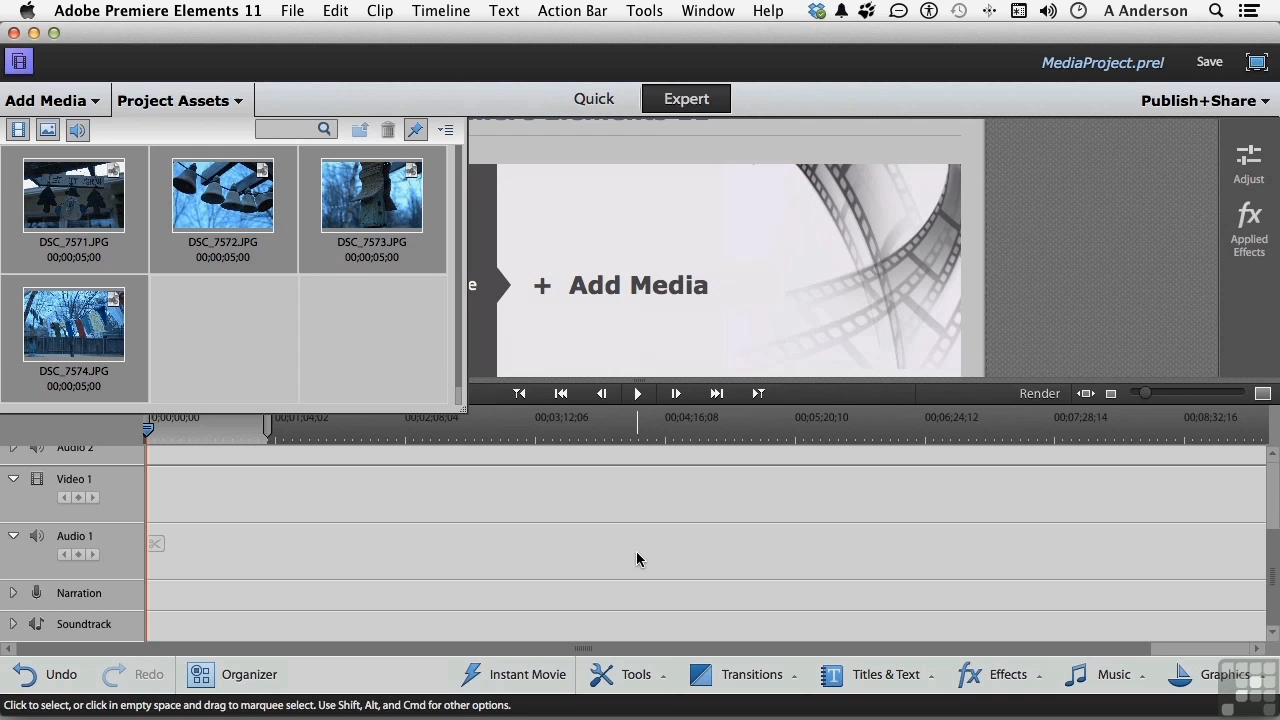 Adobe Premiere Elements 11 File Edit Clip Timeline Text Action Bar Tools Window Help A Anderson
MediaProject.prel Save
Add Media Project Assets Quick Expert Publish+Share
DSC_7571.JPG DSC_7572.JPG DSC_7573.JPG
00;00;05;00 00;00;05;00 00;00;05;00
DSC_7574.JPG
00;00;05;00
e + Add Media
Adjust
fx
Applied
Effects
Render
00;00;00;00 00;01;04;02 00;02;08;04 00;03;12;06 00;04;16;08 00;05;20;10 00;06;24;12 00;07;28;14 00;08;32;16
Audio 2
Video 1
Audio 1
Narration
Soundtrack
Undo Redo Organizer Instant Movie Tools Transitions T Titles & Text fx Effects Music Graphics
Click to select, or click in empty space and drag to marquee select. Use Shift, Alt, and Cmd for other options.